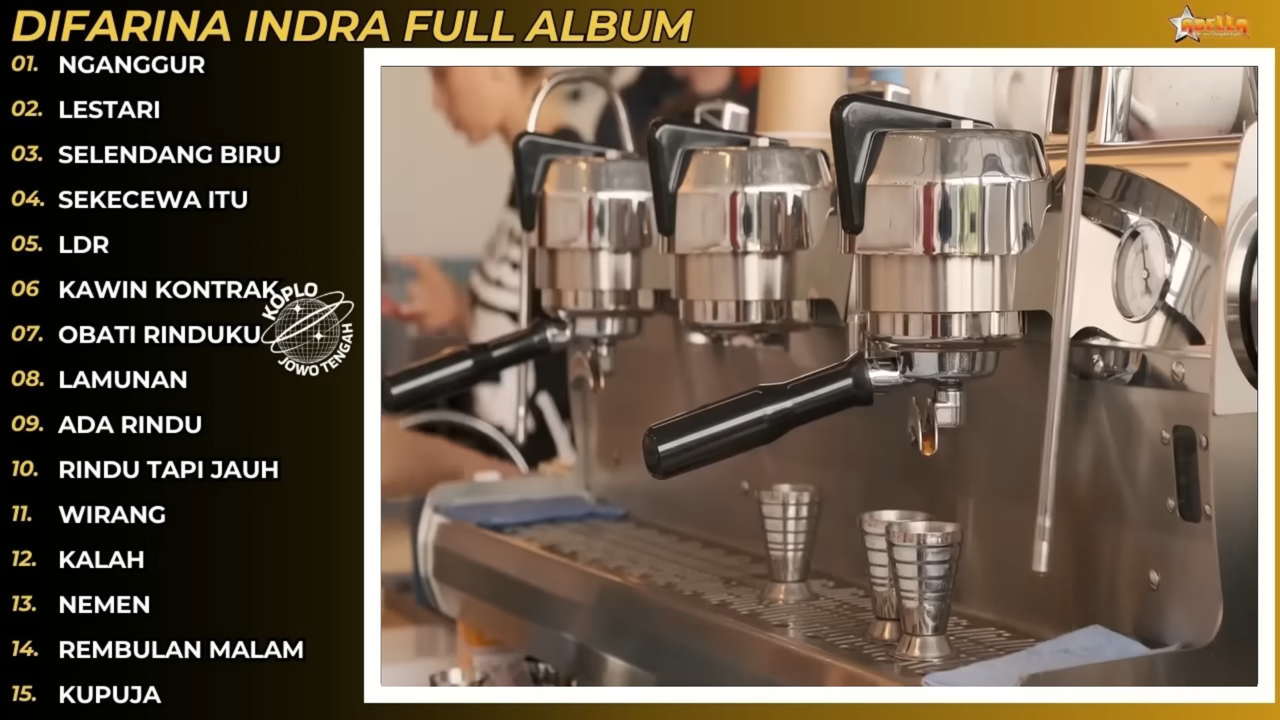 DIFARINA INDRA FULL ALBUM
01. NGANGGUR
02. LESTARI
03. SELENDANG BIRU
04. SEKECEWA ITU
05. LDR
06 KAWIN KONTRAK
07. OBATI RINDUKU
08. LAMUNAN
09. ADA RINDU
10. RINDU TAPI JAUH
11. WIRANG
12. KALAH
13. NEMEN
14. REMBULAN MALAM
15. KUPUJA
KOPLO
JOWO TENGAH